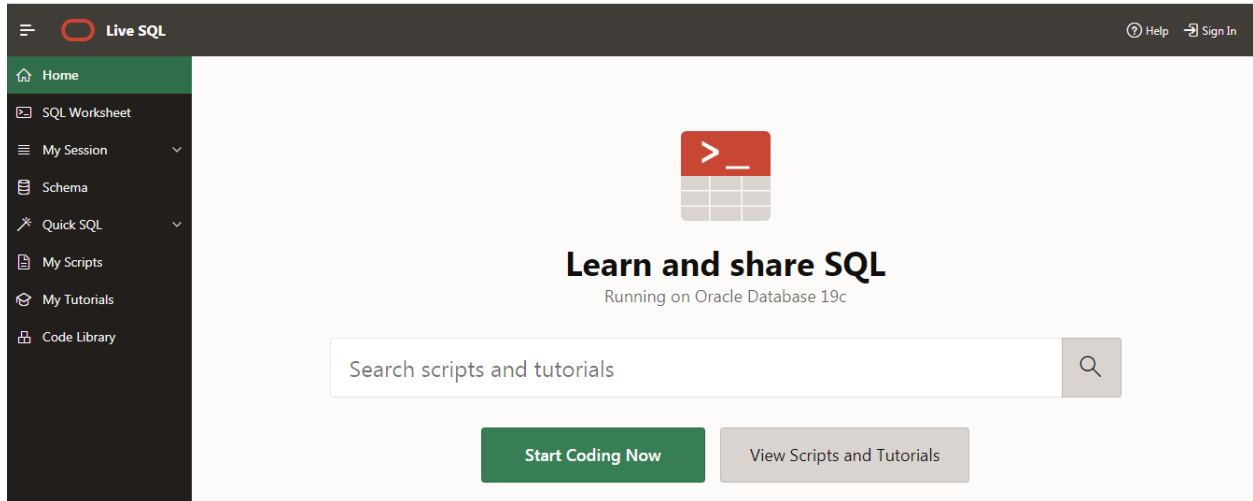 Live SQL
Help Sign In
Home
SQL Worksheet
My Session
Schema
Quick SQL
My Scripts
My Tutorials
Code Library
>_
Learn and share SQL
Running on Oracle Database 19c
Search scripts and tutorials
Start Coding Now View Scripts and Tutorials